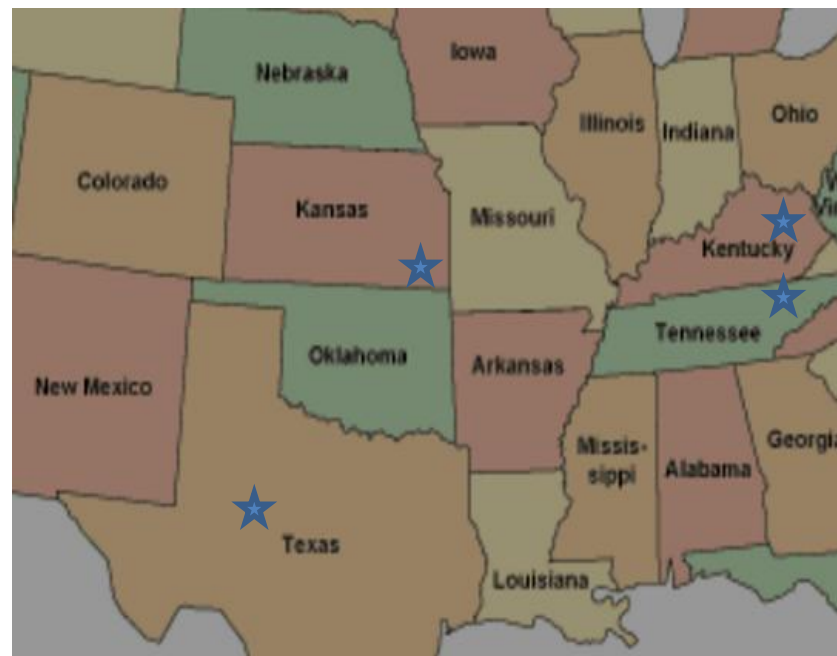 Iowa
Nebraska
Illinois
Indiana
Ohio
Colorado
Kansas
Missouri
Kentucky
Tennessee
Oklahoma
Arkansas
New Mexico
Georgia
Missis-
sippi
Alabama
Texas
Louisiana